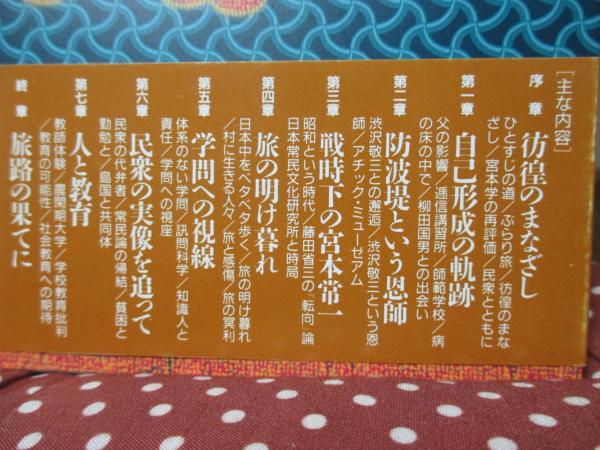 ［主な内容］
序章
彷徨のまなざし
ひとすじの道／ぶらり旅／彷徨のまな
ざし／宮本学の再評価／民衆とともに
第一章
自己形成の軌跡
父の影響／逓信講習所／師範学校／病
の床の中で／柳田国男との出会い
第二章
防波堤という恩師
渋沢敬三との邂逅／渋沢敬三という恩
師／アチック・ミューゼアム
第三章
戦時下の宮本常一
昭和という時代／藤田省三の「転向」論
日本常民文化研究所と時局
第四章
旅の明け暮れ
日本中をベタベタ歩く／旅の明け暮れ
／村に生きる人々／旅と感傷／旅の冥利
第五章
学問への視線
体系のない学問／訊問科学／知識人と
責任／学問への視座
第六章
民衆の実像を追って
民衆の代弁者／常民論の帰結／貧困と
勤勉と／島国と共同体
第七章
人と教育
教師体験／農閑期大学／学校教育批判
／教育の可能性／社会教育への期待
終章
旅路の果てに